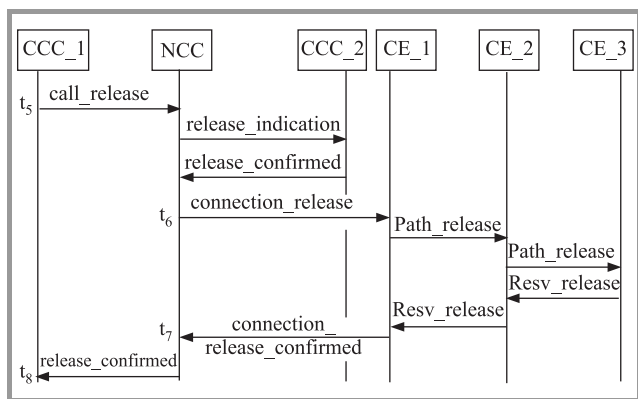 CCC_1 NCC CCC_2 CE_1 CE_2 CE_3
t5 call_release
release_indication
release_confirmed
t6 connection_release
Path_release
Path_release
Resv_release
Resv_release
t7 connection_
release_confirmed
t8 release_confirmed